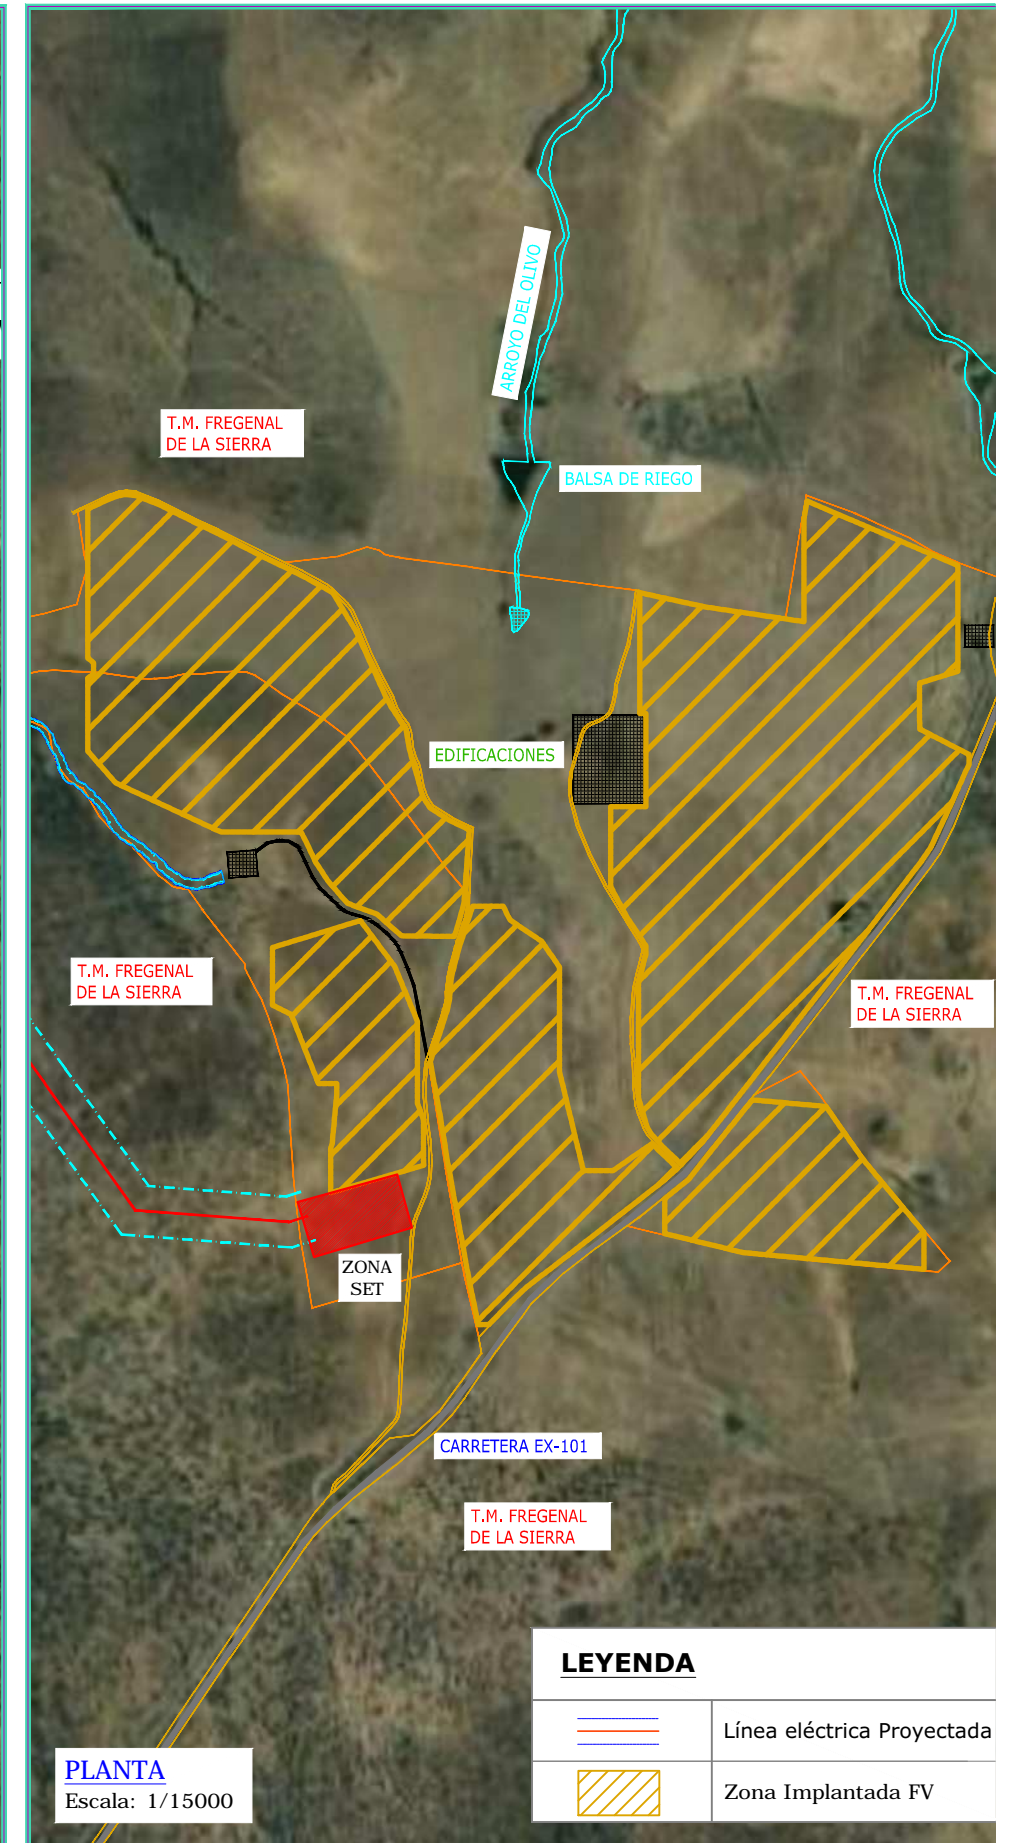 ARROYO DEL OLIVO
T.M. FREGENAL
DE LA SIERRA
BALSA DE RIEGO
EDIFICACIONES
T.M. FREGENAL
DE LA SIERRA
T.M. FREGENAL
DE LA SIERRA
ZONA
SET
CARRETERA EX-101
T.M. FREGENAL
DE LA SIERRA
LEYENDA
Línea eléctrica Proyectada
Zona Implantada FV
PLANTA
Escala: 1/15000